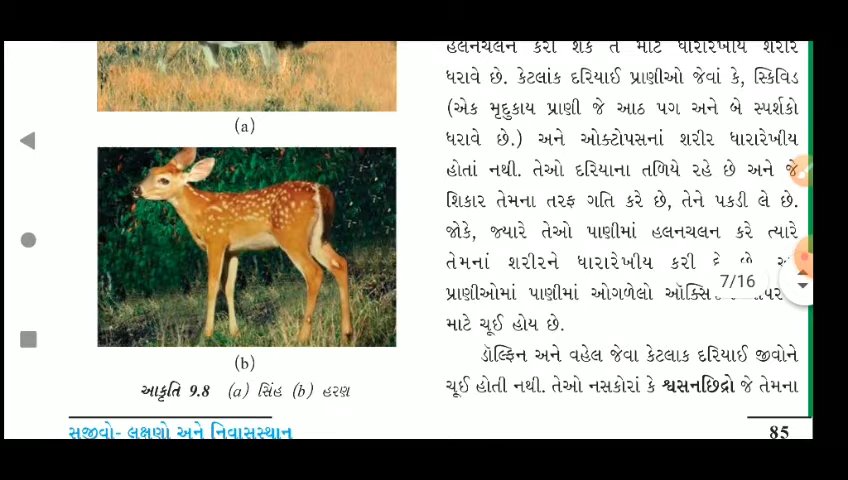 (a)
(b)
આકૃતિ 9.8 (a) સિંહ (b) હરણ
સજીવો- લક્ષણો અને નિવાસસ્થાન
હલનચલન કરી શકે તે માટે ધારારેખીય શરીર
ધરાવે છે. કેટલાંક દરિયાઈ પ્રાણીઓ જેવાં કે, સ્ક્વિડ
(એક મૃદુકાય પ્રાણી જે આઠ પગ અને બે સ્પર્શકો
ધરાવે છે.) અને ઓક્ટોપસનાં શરીર ધારારેખીય
હોતાં નથી. તેઓ દરિયાના તળિયે રહે છે અને જે
શિકાર તેમના તરફ ગતિ કરે છે, તેને પકડી લે છે.
જોકે, જ્યારે તેઓ પાણીમાં હલનચલન કરે ત્યારે
તેમનાં શરીરને ધારારેખીય કરી દે છે.
7/16
પ્રાણીઓમાં પાણીમાં ઓગળેલો
માટે ચૂઈ હોય છે.
ડૉલ્ફિન અને વહેલ જેવા કેટલાક દરિયાઈ જીવોને
ચૂઈ હોતી નથી. તેઓ નસકોરાં કે શ્વસનછિદ્રો જે તેમના
85